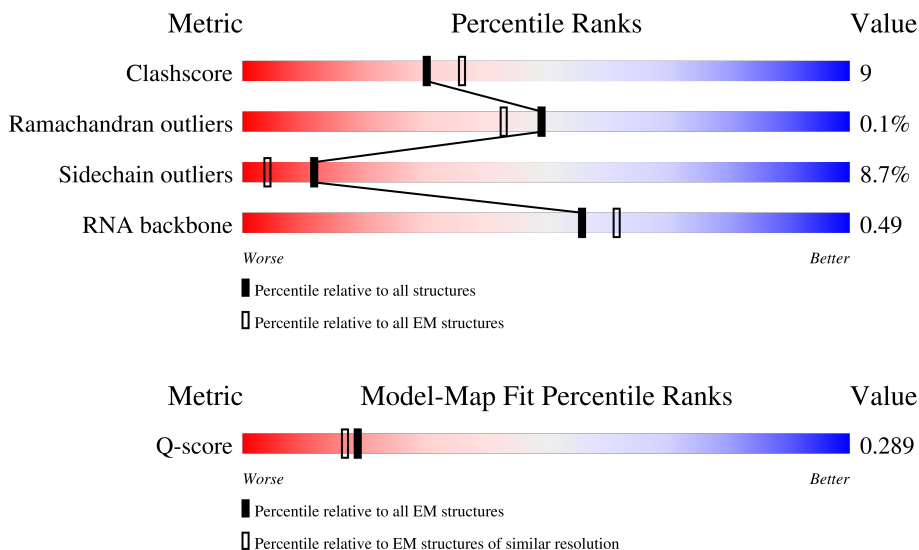 Metric Percentile Ranks Value
Clashscore 9
Ramachandran outliers 0.1%
Sidechain outliers 8.7%
RNA backbone 0.49
Worse Better
Percentile relative to all structures
Percentile relative to all EM structures
Metric Model-Map Fit Percentile Ranks Value
Q-score 0.289
Worse Better
Percentile relative to all EM structures
Percentile relative to EM structures of similar resolution